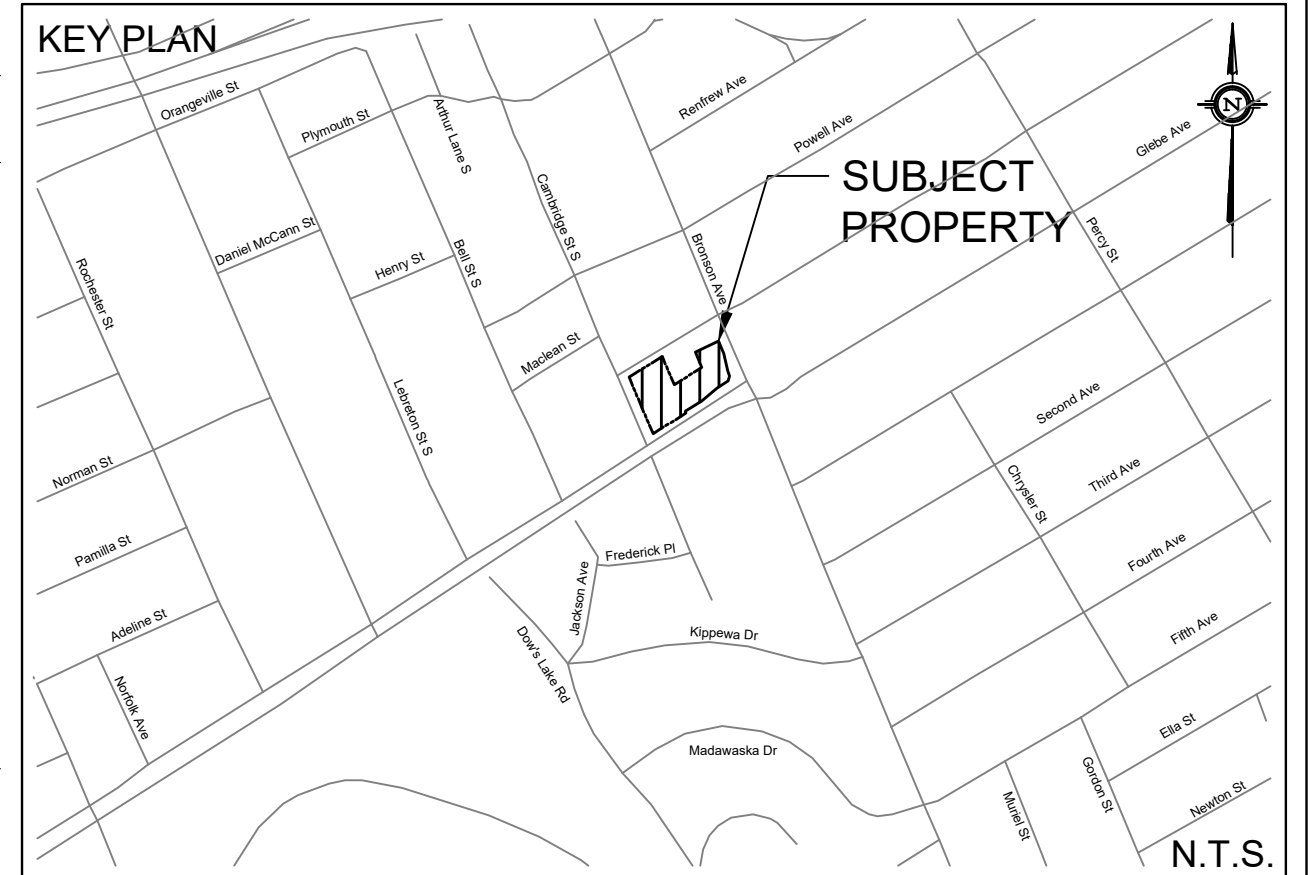 KEY PLAN
Orangeville St
Plymouth St
Arthur Lane S
Renfrew Ave
Powell Ave
Glebe Ave
N
SUBJECT
PROPERTY
Cambridge St S
Daniel McCann St
Henry St
Bell St S
Bronson Ave
Percy St
Rochester St
Maclean St
Lebreton St S
Second Ave
Third Ave
Chrysler St
Norman St
Pamilla St
Frederick Pl
Jackson Ave
Fourth Ave
Adeline St
Kippewa Dr
Fifth Ave
Dow's Lake Rd
Norfolk Ave
Madawaska Dr
Ella St
Gordon St
Muriel St
Newton St
N.T.S.